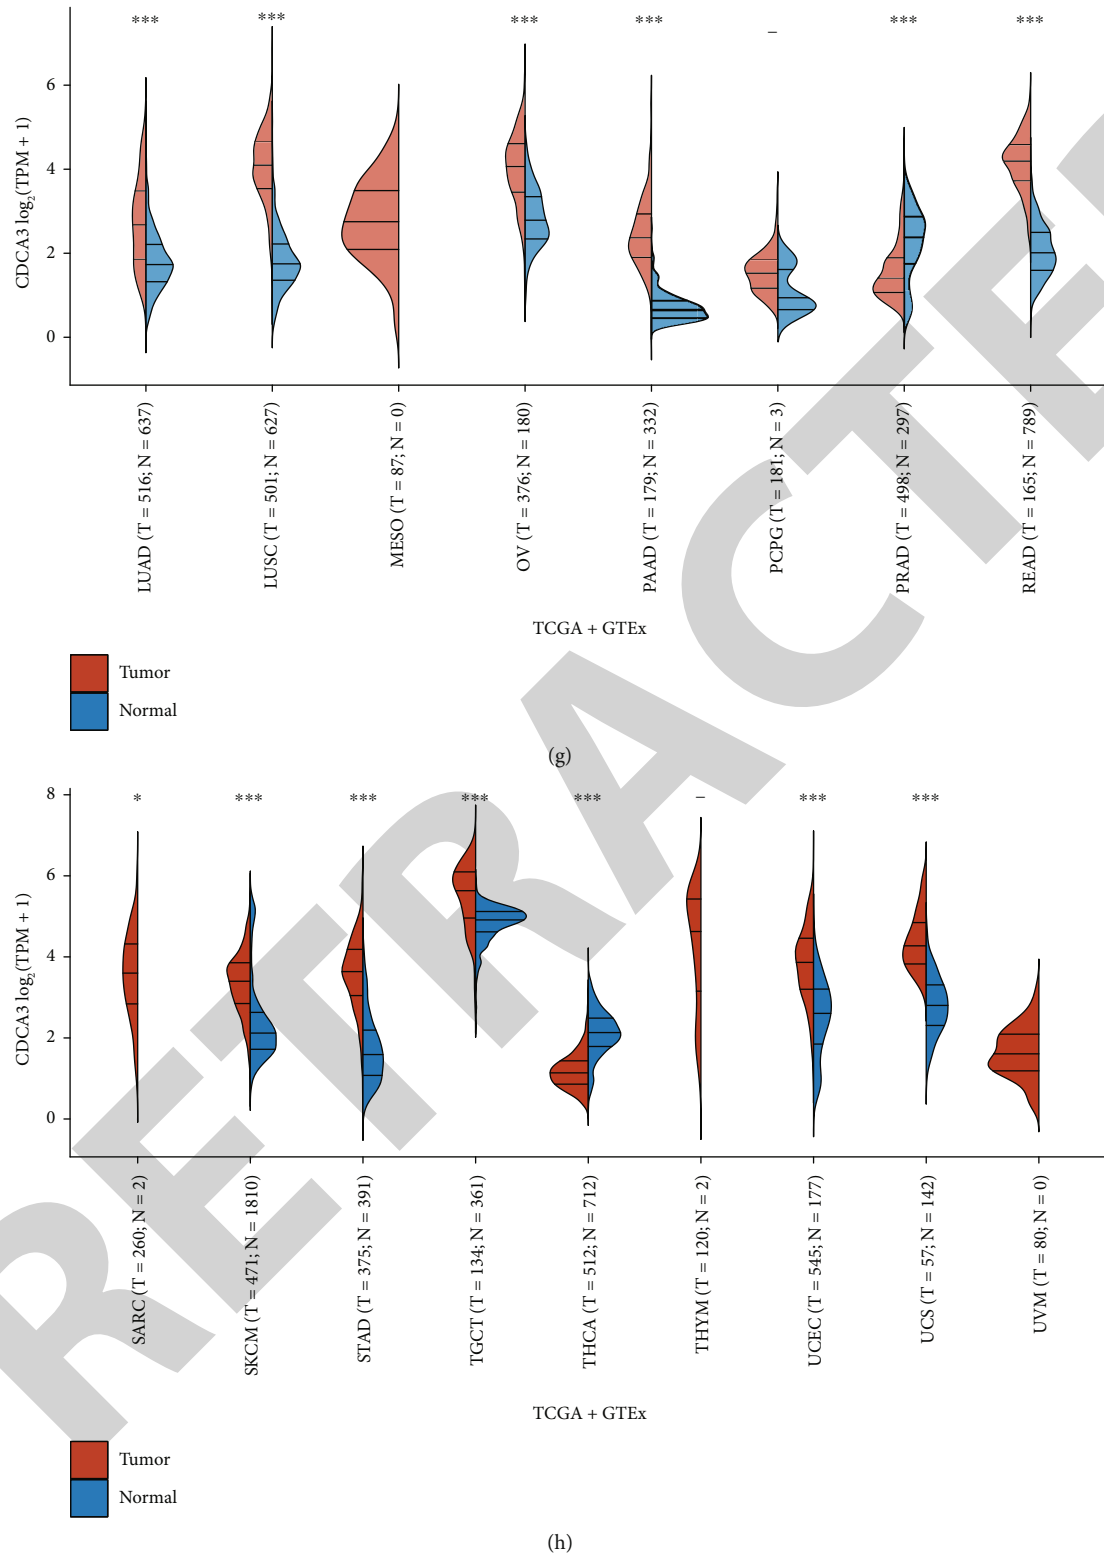 *** *** *** *** – *** ***
6
4
2
0
CDCA3 log₂(TPM + 1)
LUAD (T = 516; N = 637)
LUSC (T = 501; N = 627)
MESO (T = 87; N = 0)
OV (T = 376; N = 180)
PAAD (T = 179; N = 332)
PCPG (T = 181; N = 3)
PRAD (T = 498; N = 297)
READ (T = 165; N = 789)
TCGA + GTEx
Tumor
Normal
(g)
* *** *** *** *** – *** ***
8
6
4
2
0
CDCA3 log₂(TPM + 1)
SARC (T = 260; N = 2)
SKCM (T = 471; N = 1810)
STAD (T = 375; N = 391)
TGCT (T = 134; N = 361)
THCA (T = 512; N = 712)
THYM (T = 120; N = 2)
UCEC (T = 545; N = 177)
UCS (T = 57; N = 142)
UVM (T = 80; N = 0)
TCGA + GTEx
Tumor
Normal
(h)
RETRACTE